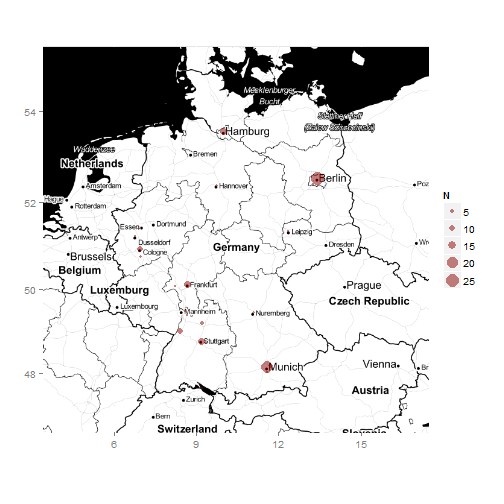 Mecklenburger
Bucht
54
Hamburg
Stettiner Haff
(Zalew Szczeciński)
Waddenzee
Netherlands
Bremen
N
Amsterdam
Hannover
Berlin
Poz
5
Hague
Rotterdam
10
52
Essen
Dortmund
15
Antwerp
Dusseldorf
Leipzig
20
Brussels
Cologne
Germany
Dresden
25
Belgium
Frankfurt
Prague
50
Luxemburg
Czech Republic
Luxembourg
Mannheim
Nuremberg
Stuttgart
48
Munich
Vienna
Br
Austria
Zurich
Bern
Switzerland
Slovenia
6
9
12
15